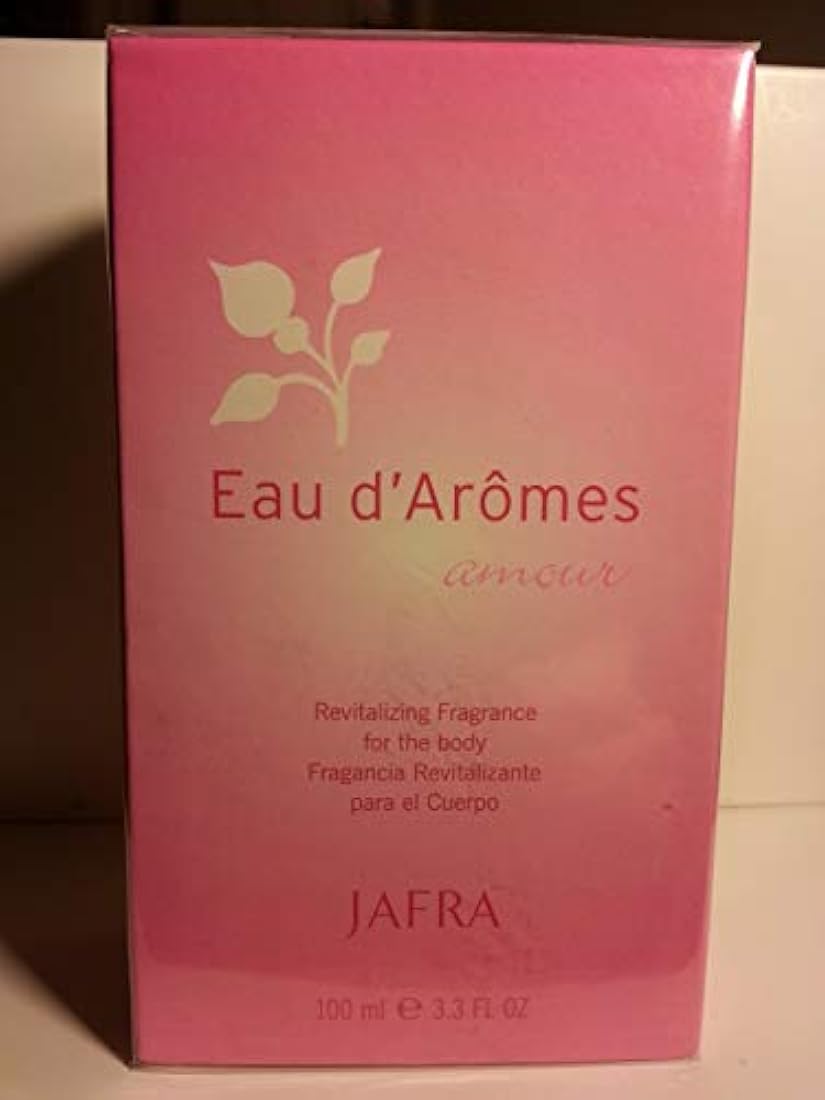 Eau d'Arômes
amour
Revitalizing Fragrance
for the body
Fragancia Revitalizante
para el Cuerpo
JAFRA
100 ml ℮ 3.3 FL OZ